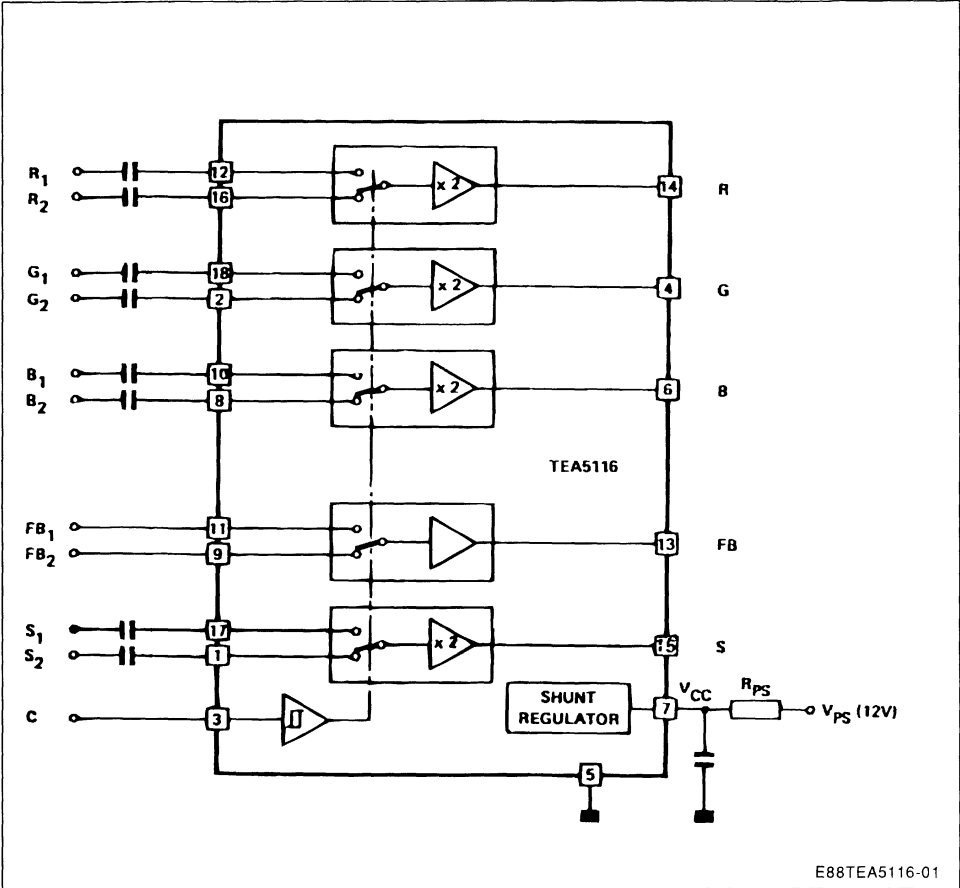 R1 12 x 2 14 R
R2 16
G1 18 x 2 4 G
G2 2
B1 10 x 2 6 B
B2 8
TEA5116
FB1 11 13 FB
FB2 9
S1 17 x 2 15 S
S2 1
C 3 SHUNT REGULATOR 7 VCC RPS VPS (12V)
5
E88TEA5116-01